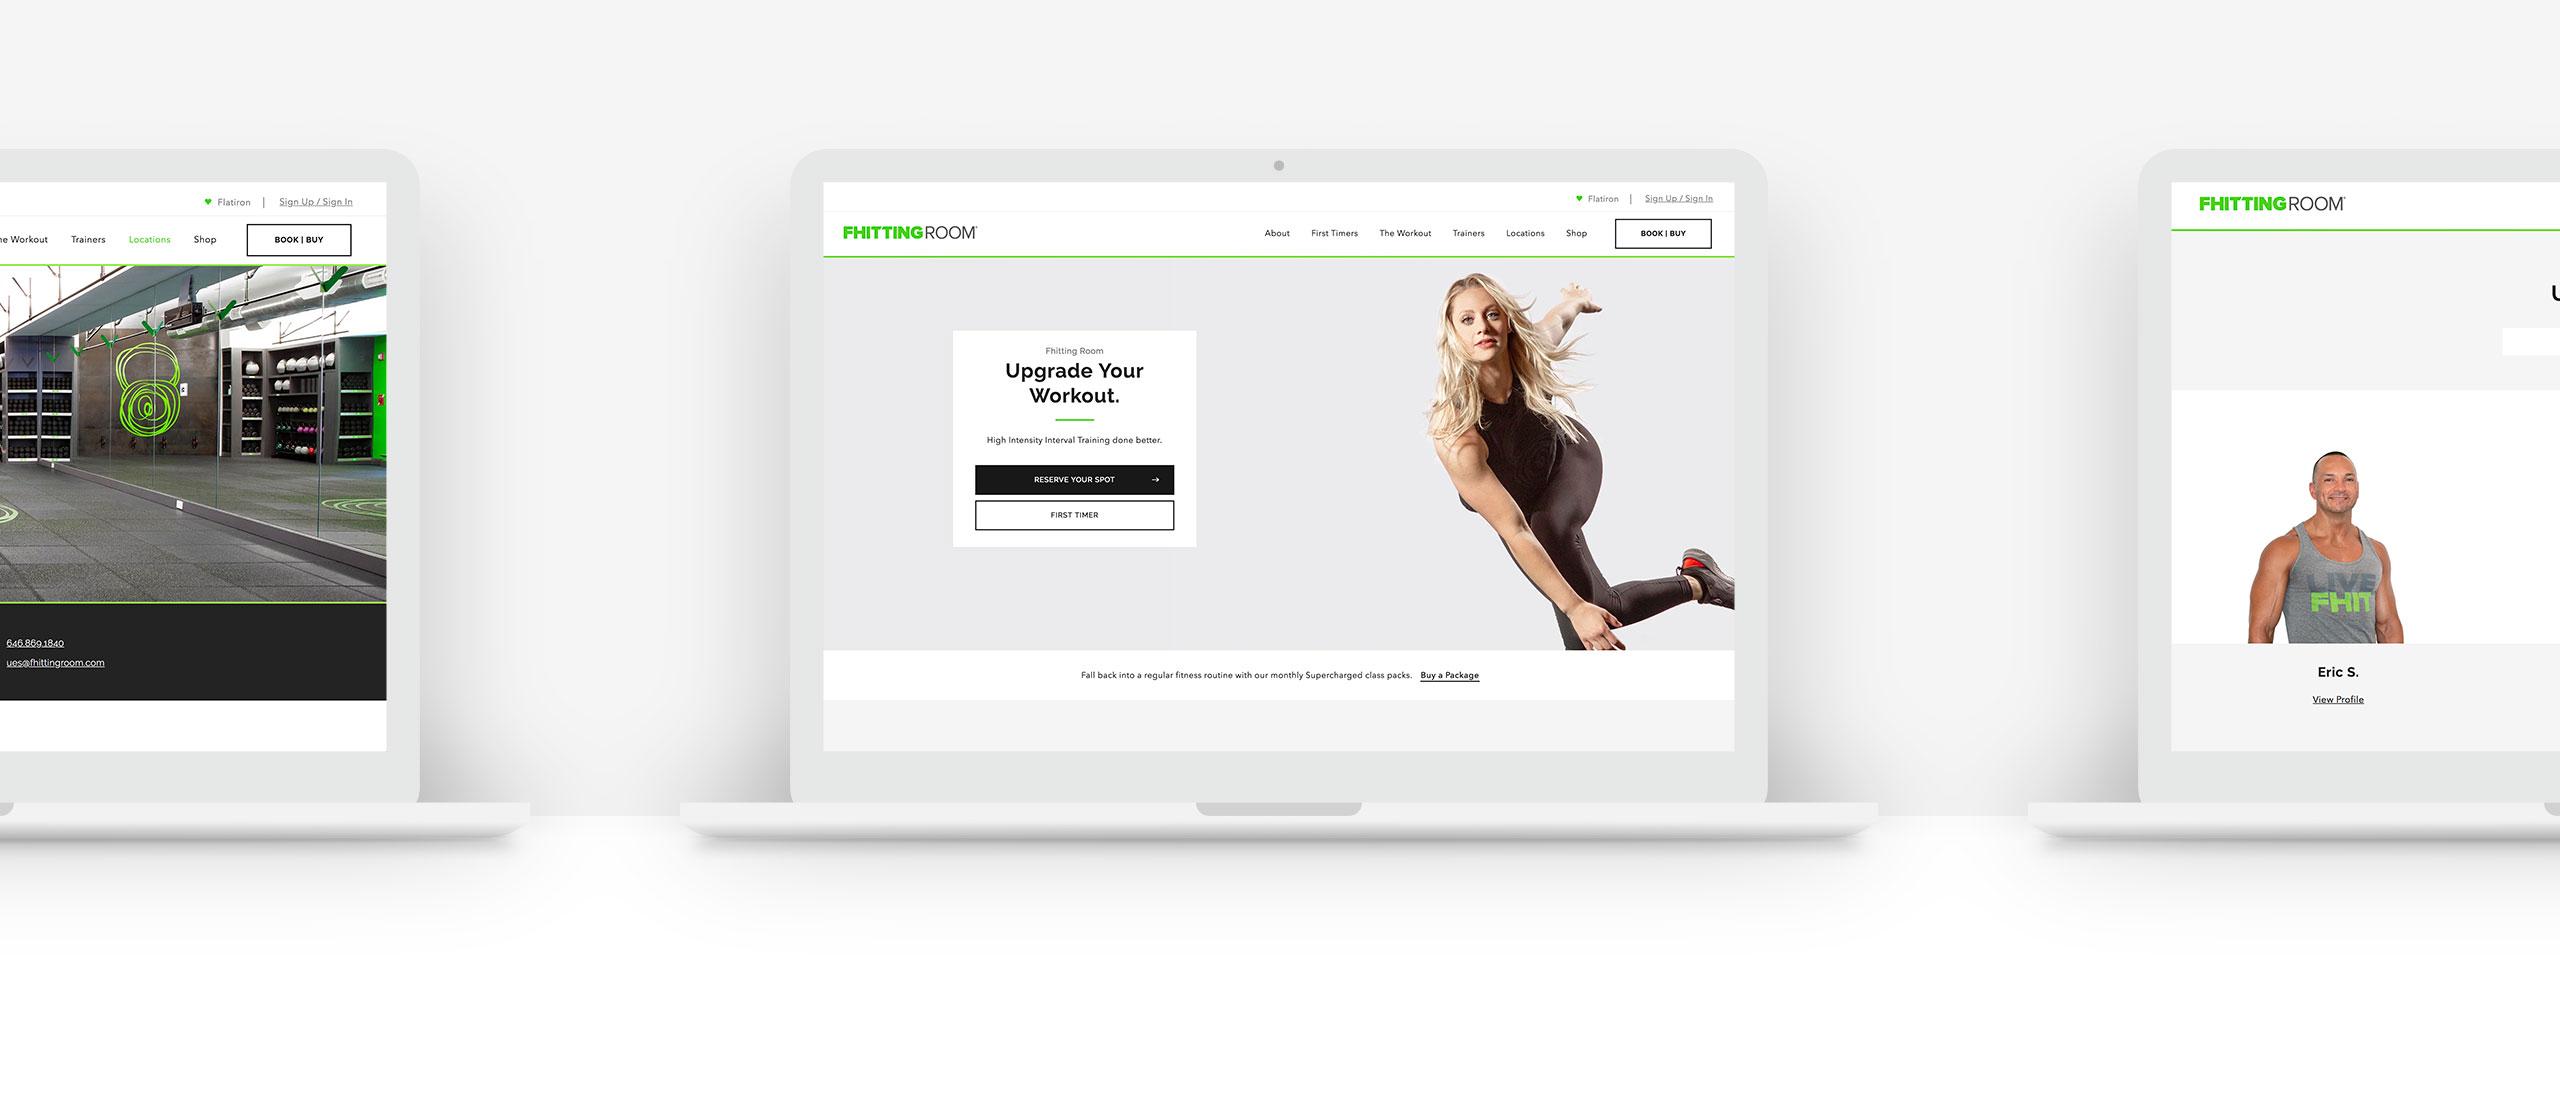 Flatiron | Sign Up / Sign In
Workout Trainers Locations Shop BOOK | BUY
646.869.1840
ues@fhittingroom.com
Flatiron | Sign Up / Sign In
FHITTINGROOM About First Timers The Workout Trainers Locations Shop BOOK | BUY
Fhitting Room
Upgrade Your
Workout.
High Intensity Interval Training done better.
RESERVE YOUR SPOT →
FIRST TIMER
Fall back into a regular fitness routine with our monthly Supercharged class packs. Buy a Package
FHITTINGROOM
LIVE
FHIT
Eric S.
View Profile